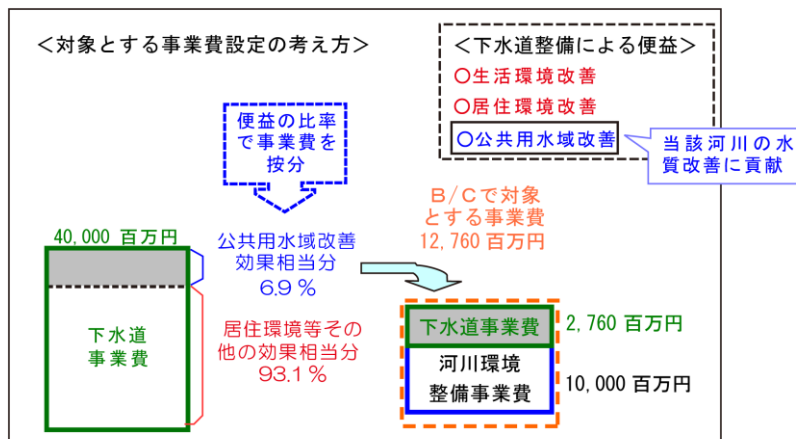 ＜対象とする事業費設定の考え方＞
＜下水道整備による便益＞
○生活環境改善
○居住環境改善
○公共用水域改善
当該河川の水
質改善に貢献
便益の比率
で事業費を
按分
B/Cで対象
とする事業費
12,760 百万円
40,000 百万円
公共用水域改善
効果相当分
6.9 %
下水道
事業費
居住環境等その
他の効果相当分
93.1 %
下水道事業費
2,760 百万円
河川環境
整備事業費
10,000 百万円